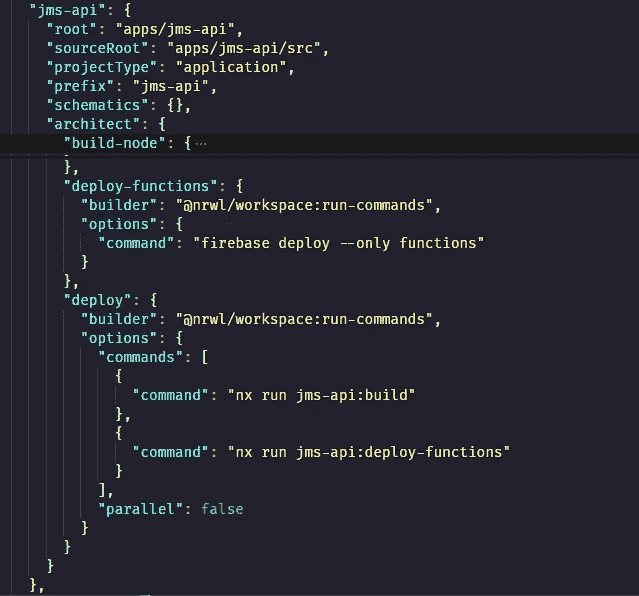 "jms-api": {
"root": "apps/jms-api",
"sourceRoot": "apps/jms-api/src",
"projectType": "application",
"prefix": "jms-api",
"schematics": {},
"architect": {
"build-node": {⋯
},
"deploy-functions": {
"builder": "@nrwl/workspace:run-commands",
"options": {
"command": "firebase deploy --only functions"
}
},
"deploy": {
"builder": "@nrwl/workspace:run-commands",
"options": {
"commands": [
{
"command": "nx run jms-api:build"
},
{
"command": "nx run jms-api:deploy-functions"
}
],
"parallel": false
}
}
}
},